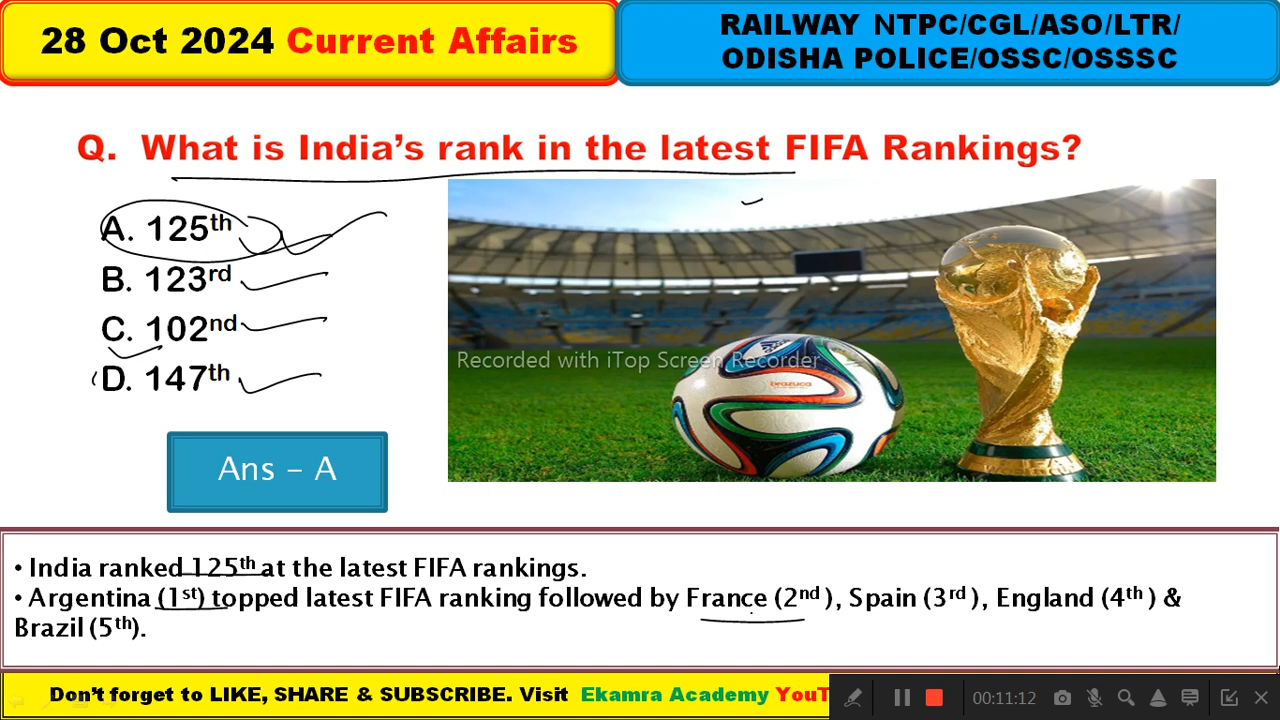 28 Oct 2024 Current Affairs
RAILWAY NTPC/CGL/ASO/LTR/
ODISHA POLICE/OSSC/OSSSC
Q. What is India's rank in the latest FIFA Rankings?
A. 125th
B. 123rd
C. 102nd
D. 147th
Recorded with iTop Screen Recorder
brazuca
Ans – A
• India ranked 125th at the latest FIFA rankings.
• Argentina (1st) topped latest FIFA ranking followed by France (2nd ), Spain (3rd ), England (4th ) &
Brazil (5th).
Don't forget to LIKE, SHARE & SUBSCRIBE. Visit Ekamra Academy YouT
00:11:12